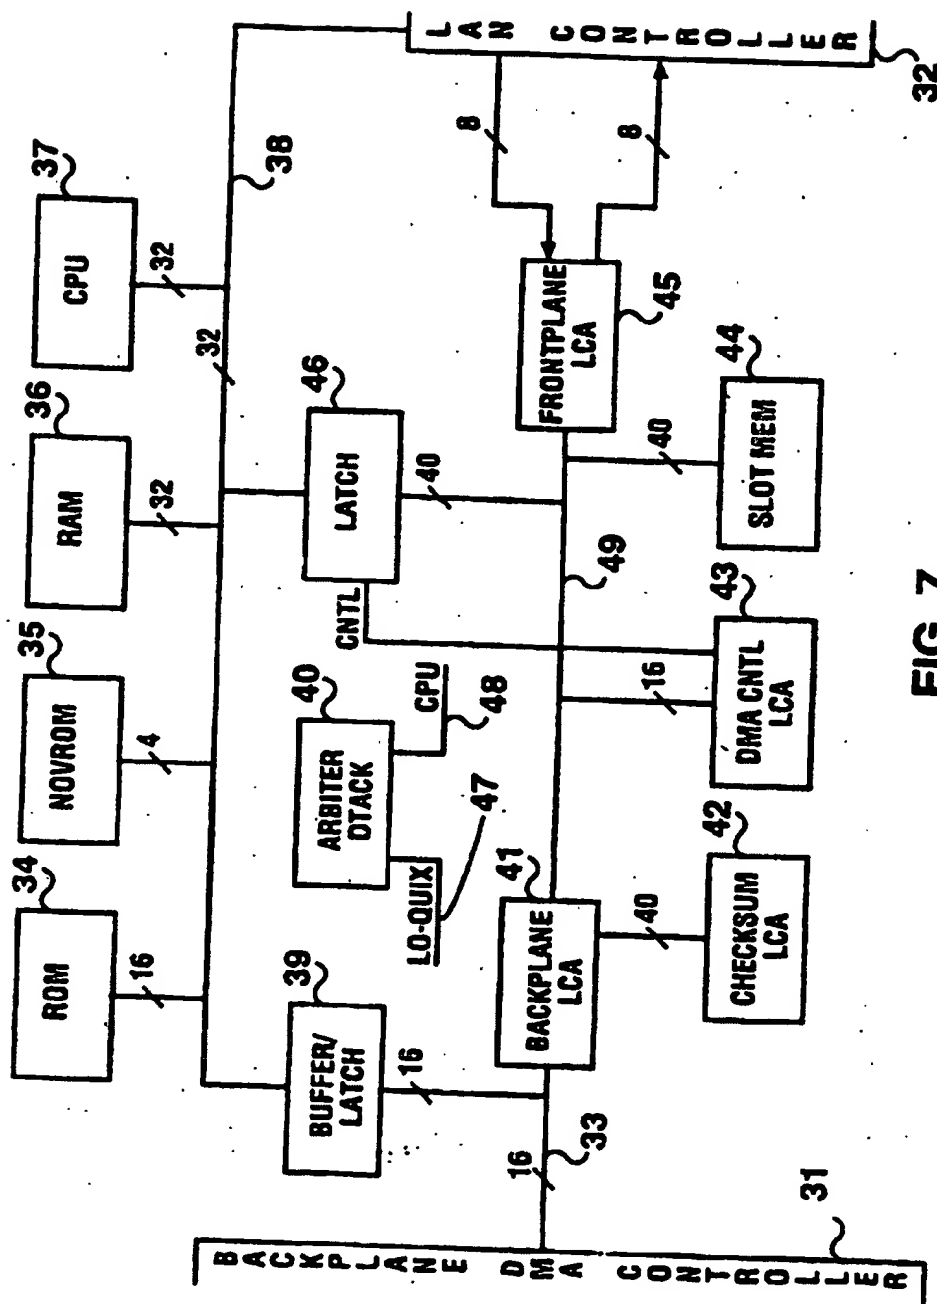 34
35
36
37
ROM
NOVROM
RAM
CPU
16
4
32
32
32
38
39
40
46
BUFFER/
LATCH
ARBITER
DTACK
LATCH
LO-QUIX
47
CPU
48
CNTL
16
40
8
8
BACKPLANE DMA CONTROLLER
31
16
33
41
BACKPLANE
LCA
49
FRONTPLANE
LCA
45
LAN CONTROLLER
32
40
16
40
42
43
44
CHECKSUM
LCA
DMA CNTL
LCA
SLOT MEM
FIG 7